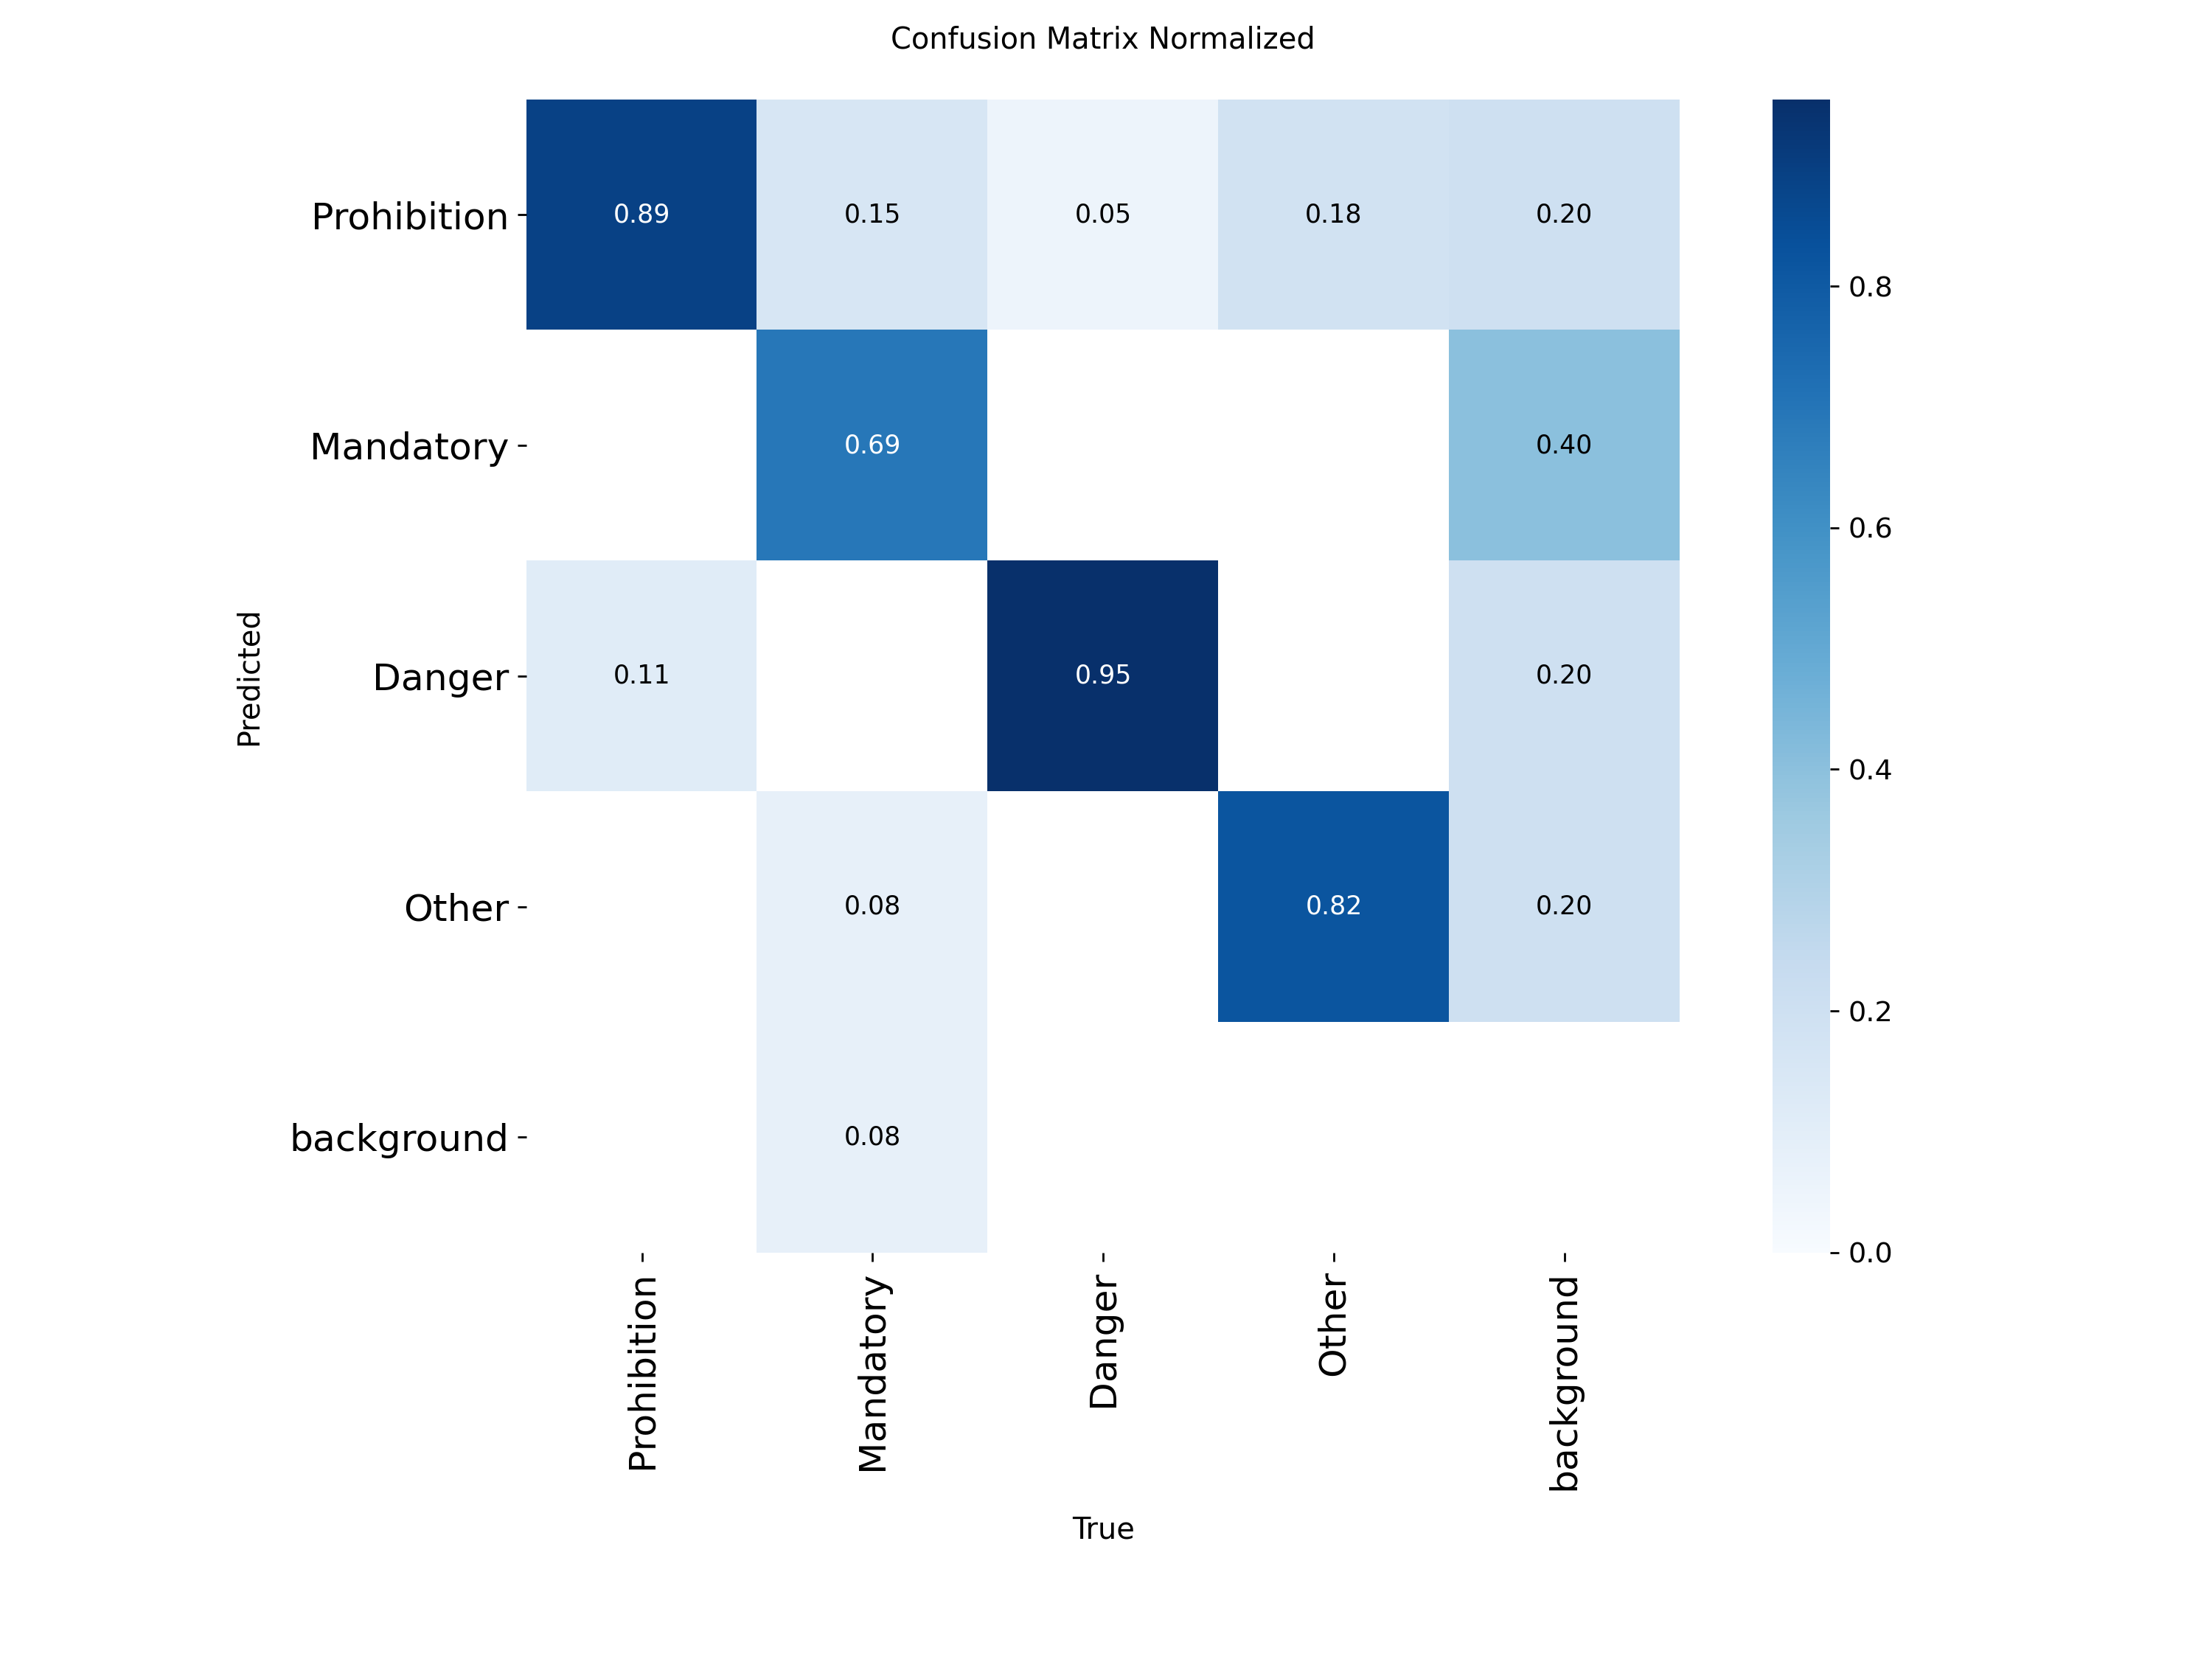 Confusion Matrix Normalized
Prohibition
0.89
0.15
0.05
0.18
0.20
Mandatory
0.69
0.40
Danger
0.11
0.95
0.20
Other
0.08
0.82
0.20
background
0.08
Predicted
Prohibition
Mandatory
Danger
Other
background
True
0.8
0.6
0.4
0.2
0.0